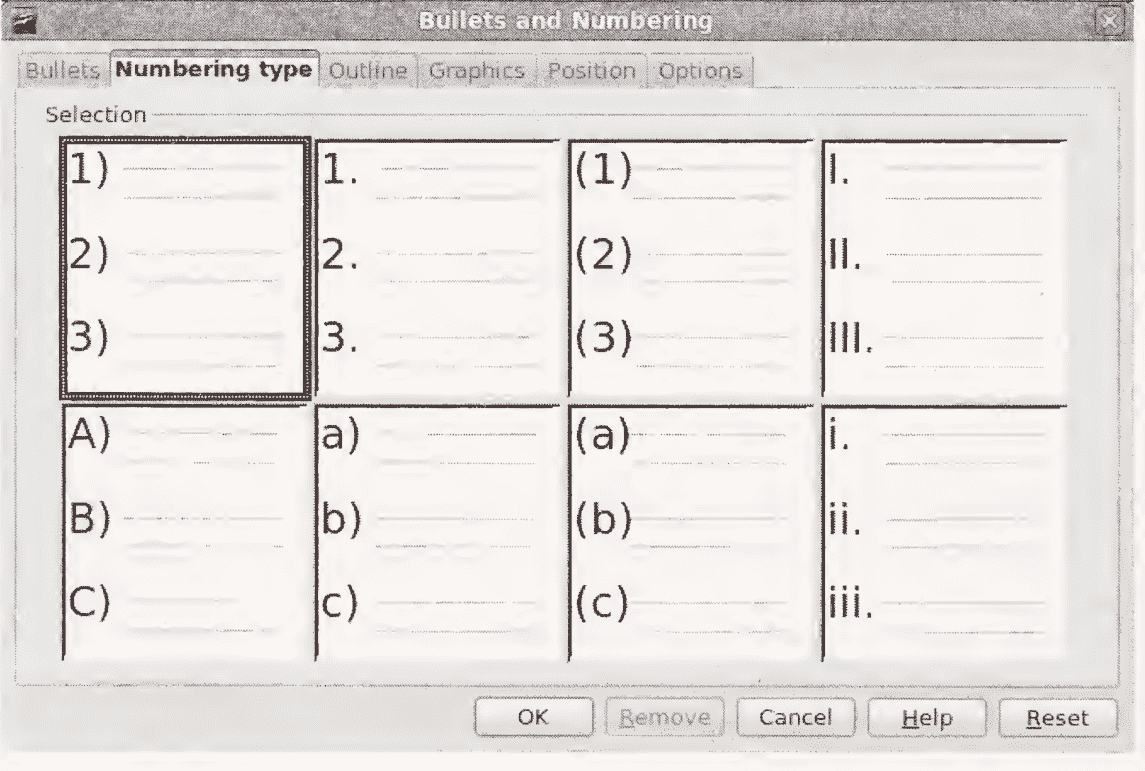 Bullets and Numbering
Bullets Numbering type Outline Graphics Position Options
Selection
1) 1. (1) I.
2) 2. (2) II.
3) 3. (3) III.
A) a) (a) i.
B) b) (b) ii.
C) c) (c) iii.
OK Remove Cancel Help Reset